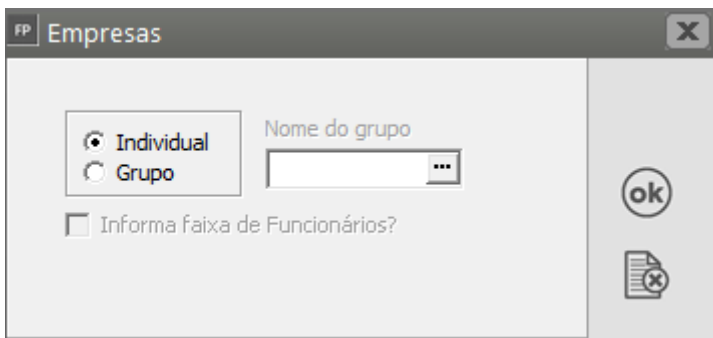 FP Empresas
Individual
Grupo
Nome do grupo
...
Informa faixa de Funcionários?
ok